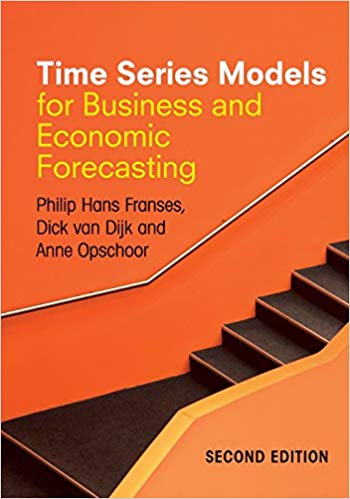 Time Series Models
for Business and
Economic
Forecasting
Philip Hans Franses,
Dick van Dijk and
Anne Opschoor
SECOND EDITION